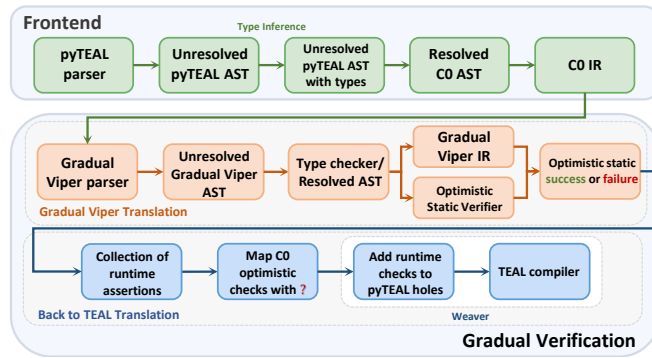 Frontend
Type Inference
pyTEAL
parser
Unresolved
pyTEAL AST
Unresolved
pyTEAL AST
with types
Resolved
C0 AST
C0 IR
Gradual
Viper parser
Unresolved
Gradual Viper
AST
Type checker/
Resolved AST
Gradual
Viper IR
Optimistic
Static Verifier
Optimistic static
success or failure
Gradual Viper Translation
Collection of
runtime
assertions
Map C0
optimistic
checks with ?
Add runtime
checks to
pyTEAL holes
TEAL compiler
Back to TEAL Translation
Weaver
Gradual Verification